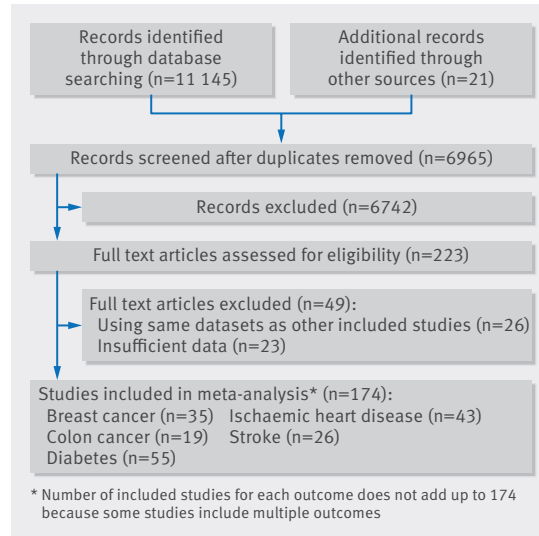 Records identified
through database
searching (n=11 145)
Additional records
identified through
other sources (n=21)
Records screened after duplicates removed (n=6965)
Records excluded (n=6742)
Full text articles assessed for eligibility (n=223)
Full text articles excluded (n=49):
Using same datasets as other included studies (n=26)
Insufficient data (n=23)
Studies included in meta-analysis* (n=174):
Breast cancer (n=35) Ischaemic heart disease (n=43)
Colon cancer (n=19) Stroke (n=26)
Diabetes (n=55)
* Number of included studies for each outcome does not add up to 174
because some studies include multiple outcomes